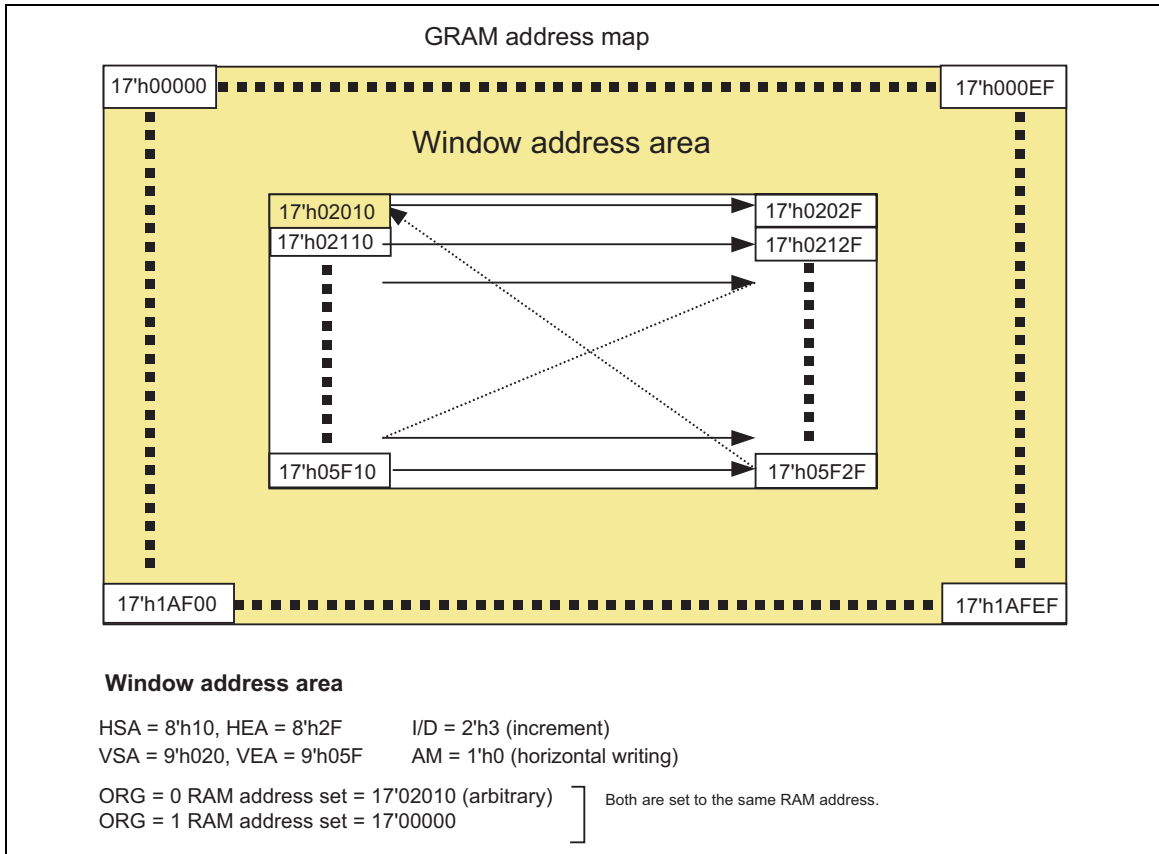 GRAM address map
17'h00000
17'h000EF
Window address area
17'h02010
17'h0202F
17'h02110
17'h0212F
17'h05F10
17'h05F2F
17'h1AF00
17'h1AFEF
Window address area
HSA = 8'h10, HEA = 8'h2F I/D = 2'h3 (increment)
VSA = 9'h020, VEA = 9'h05F AM = 1'h0 (horizontal writing)
ORG = 0 RAM address set = 17'02010 (arbitrary)
Both are set to the same RAM address.
ORG = 1 RAM address set = 17'00000